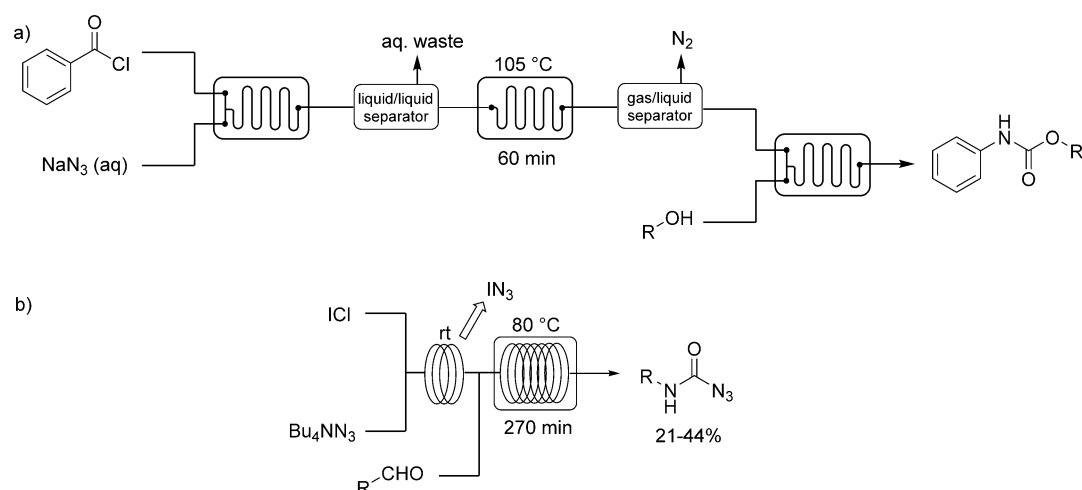 a)
O
Cl
NaN3 (aq)
aq. waste
liquid/liquid
separator
105 °C
60 min
N2
gas/liquid
separator
R OH
H
N
O
R
O
b)
ICl
Bu4NN3
rt
IN3
R CHO
80 °C
270 min
O
R
N
H
N3
21-44%